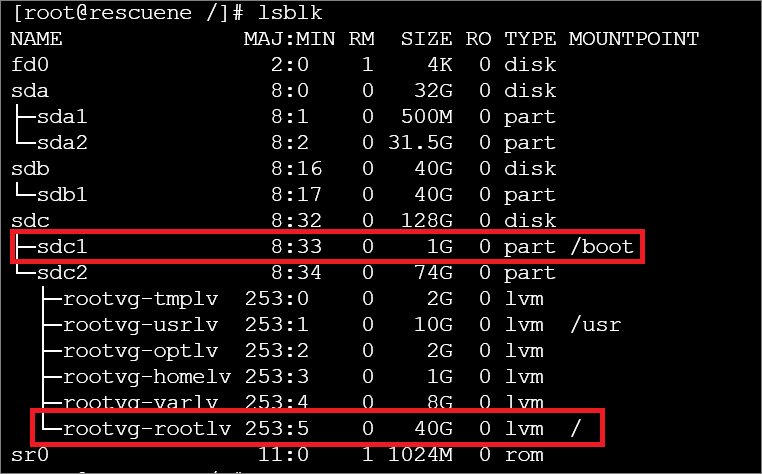 [root@rescuene /]# lsblk
NAME              MAJ:MIN RM   SIZE RO TYPE MOUNTPOINT
fd0                 2:0    1     4K  0 disk
sda                 8:0    0    32G  0 disk
├─sda1              8:1    0   500M  0 part
└─sda2              8:2    0  31.5G  0 part
sdb                 8:16   0    40G  0 disk
└─sdb1              8:17   0    40G  0 part
sdc                 8:32   0   128G  0 disk
├─sdc1              8:33   0     1G  0 part /boot
└─sdc2              8:34   0    74G  0 part
  ├─rootvg-tmplv  253:0    0     2G  0 lvm
  ├─rootvg-usrlv  253:1    0    10G  0 lvm  /usr
  ├─rootvg-optlv  253:2    0     2G  0 lvm
  ├─rootvg-homelv 253:3    0     1G  0 lvm
  ├─rootvg-varlv  253:4    0     8G  0 lvm
  └─rootvg-rootlv 253:5    0    40G  0 lvm  /
sr0                11:0    1  1024M  0 rom